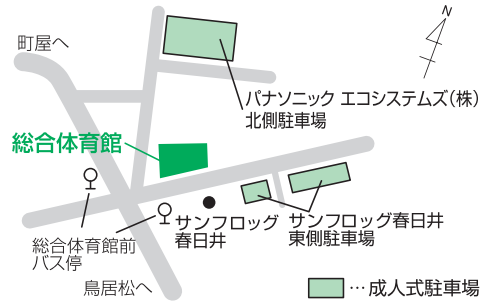 N
町屋へ
パナソニック エコシステムズ(株)
北側駐車場
総合体育館
サンフロッグ
春日井
サンフロッグ春日井
東側駐車場
総合体育館前
バス停
鳥居松へ
…成人式駐車場